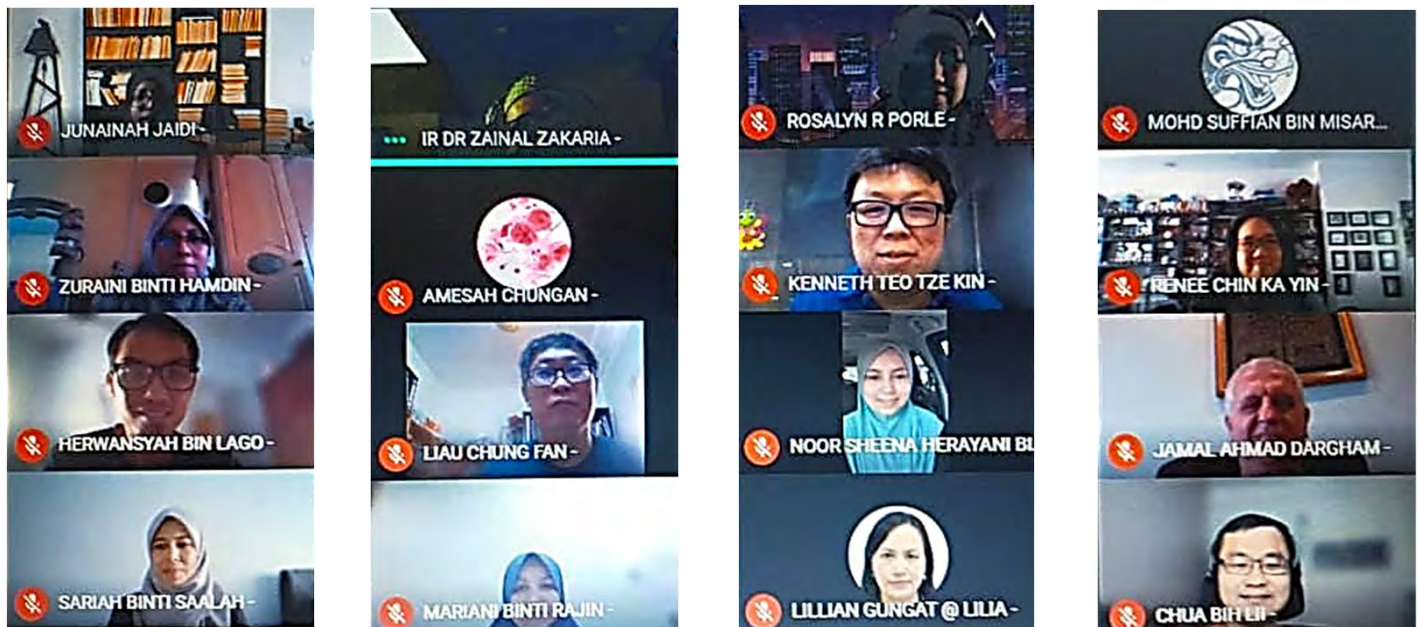 JUNAINAH JAIDI -
ZURAINI BINTI HAMDIN -
HERWANSYAH BIN LAGO -
SARIAH BINTI SAALAH -
IR DR ZAINAL ZAKARIA -
AMESAH CHUNGAN -
LIAU CHUNG FAN -
MARIANI BINTI RAJIN -
ROSALYN R PORLE -
KENNETH TEO TZE KIN -
NOOR SHEENA HERAYANI BI
LILLIAN GUNGAT @ LILIA -
MOHD SUFFIAN BIN MISAR...
RENEE CHIN KA YIN -
JAMAL AHMAD DARGHAM -
CHUA BIH LII -